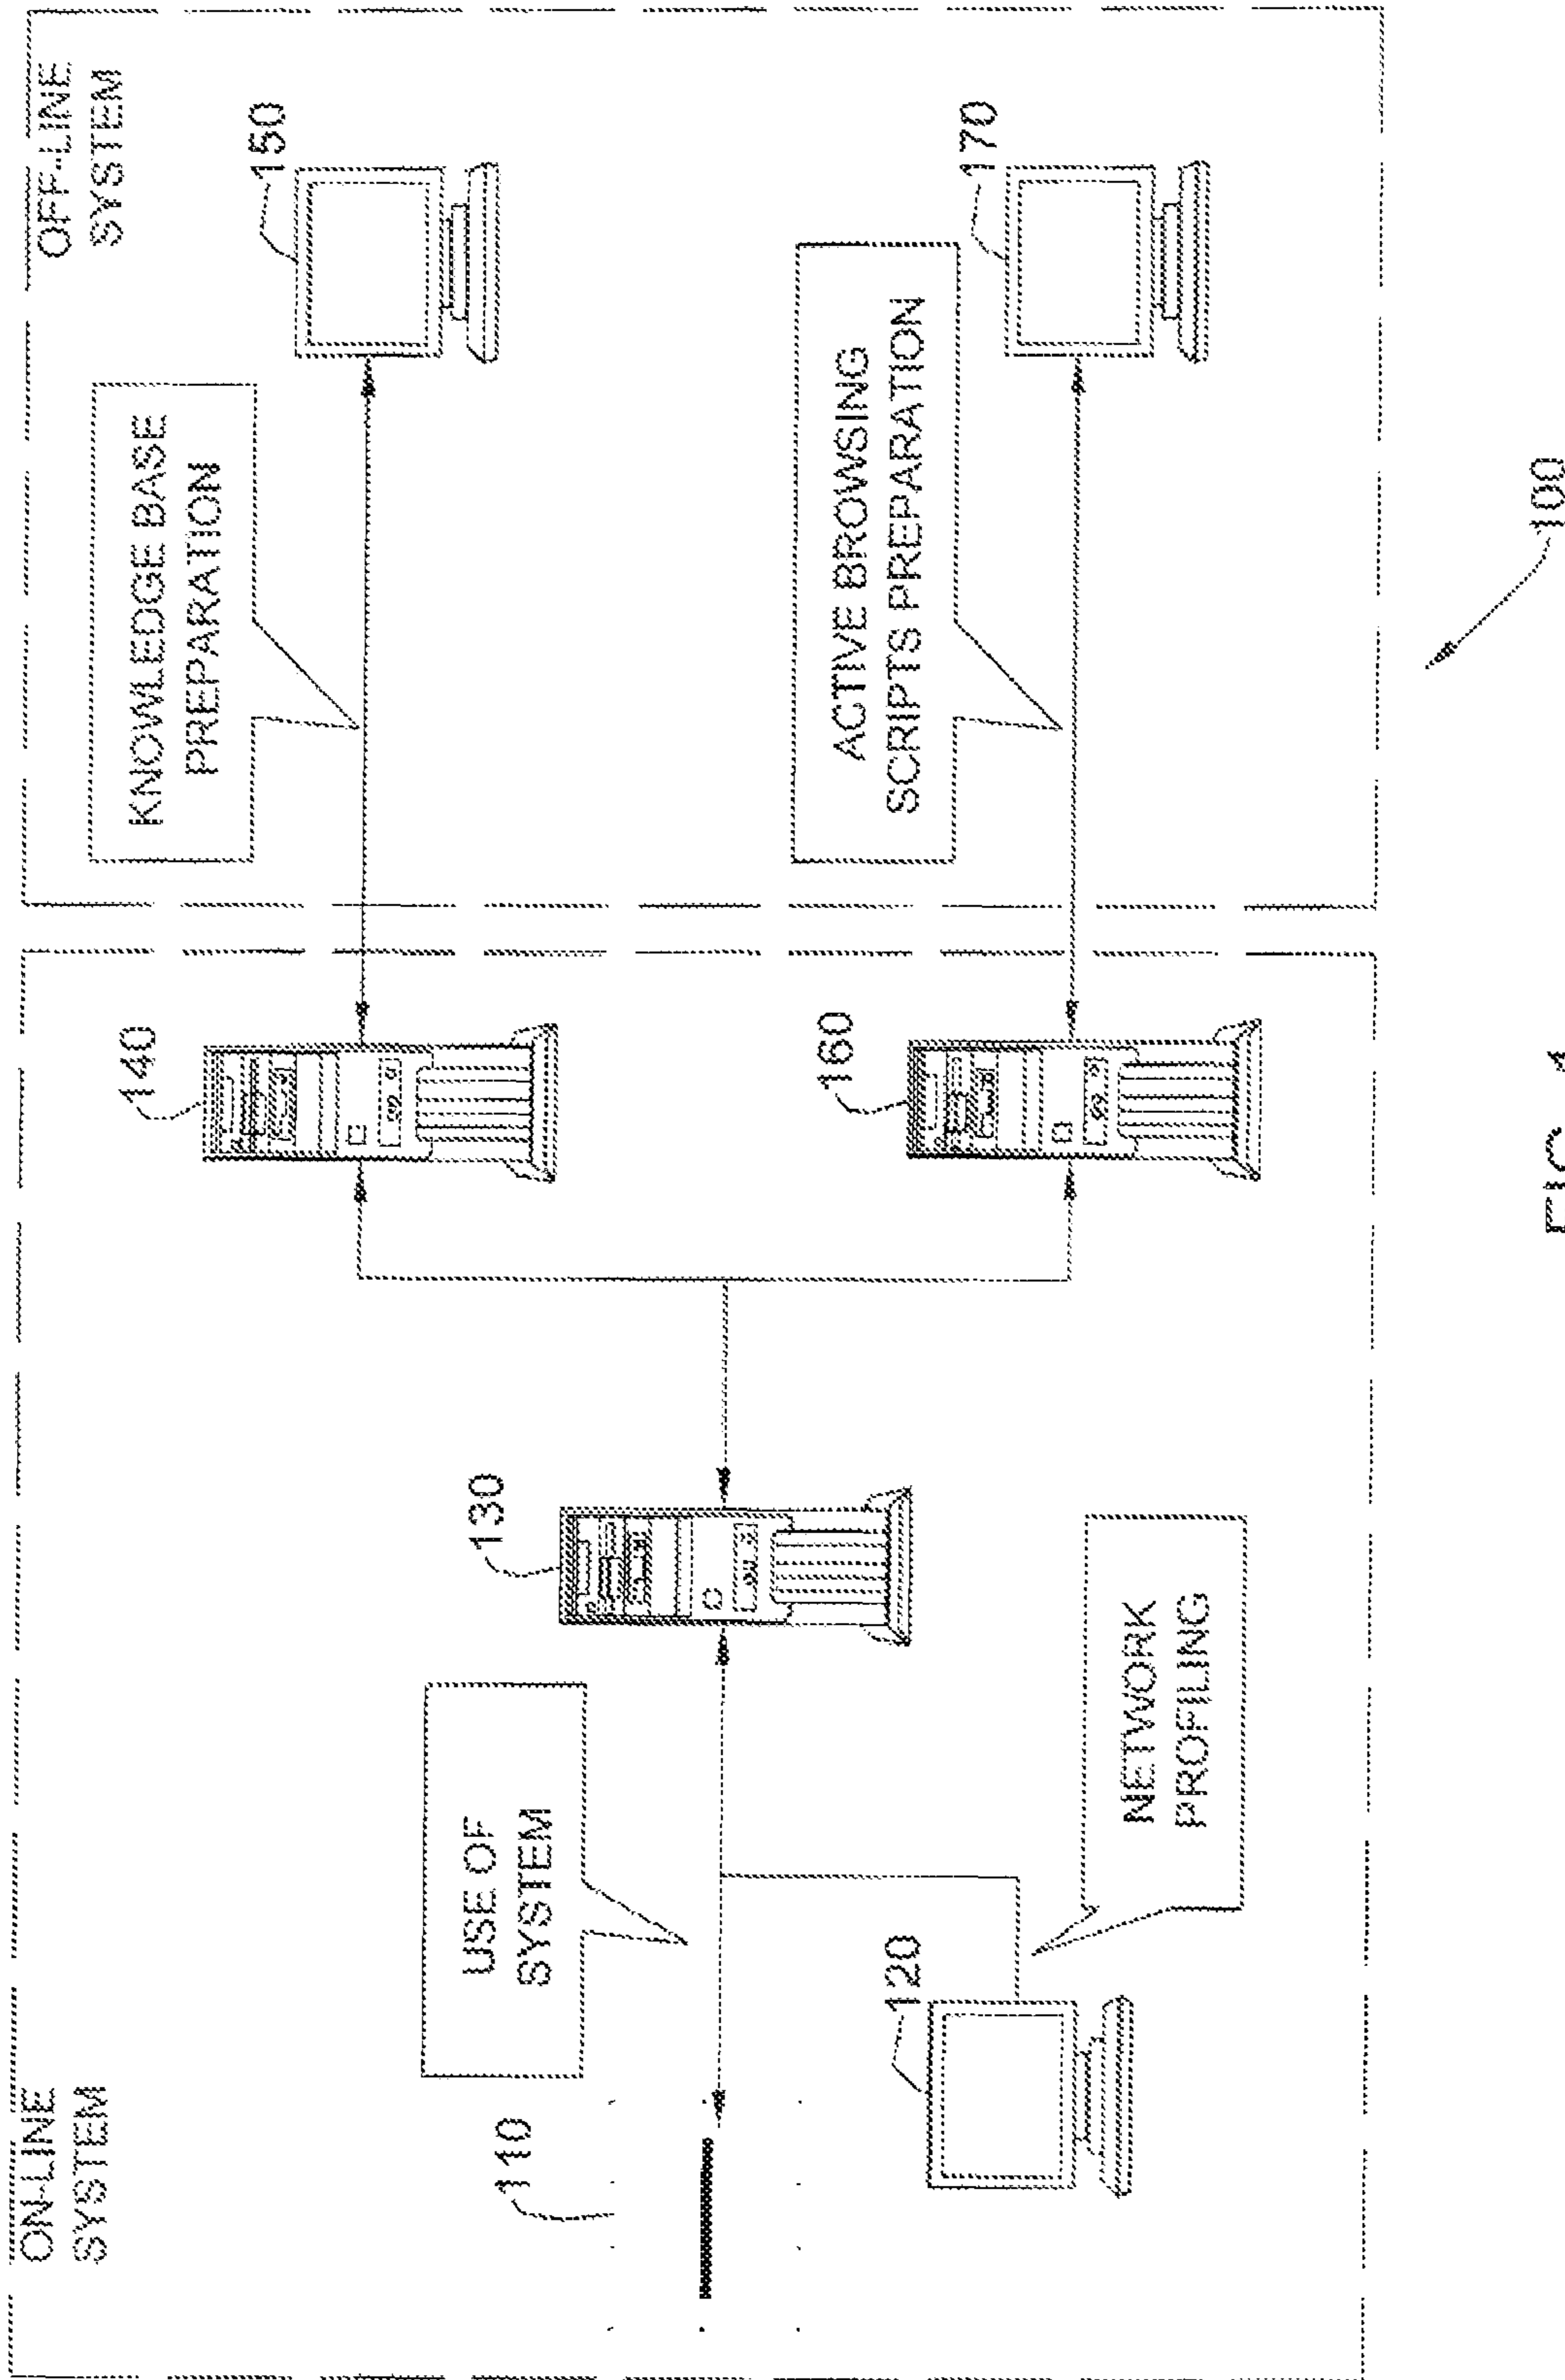 ON-LINE
SYSTEM
110
USE OF
SYSTEM
120
NETWORK
PROFILING
130
140
160
OFF-LINE
SYSTEM
KNOWLEDGE BASE
PREPARATION
150
ACTIVE BROWSING
SCRIPTS PREPARATION
170
100